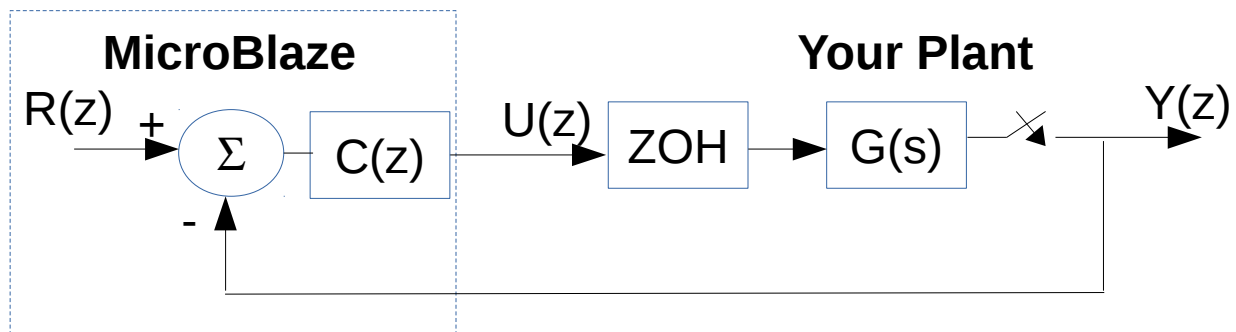 MicroBlaze
Your Plant
R(z)
+
Σ
C(z)
U(z)
ZOH
G(s)
Y(z)
-